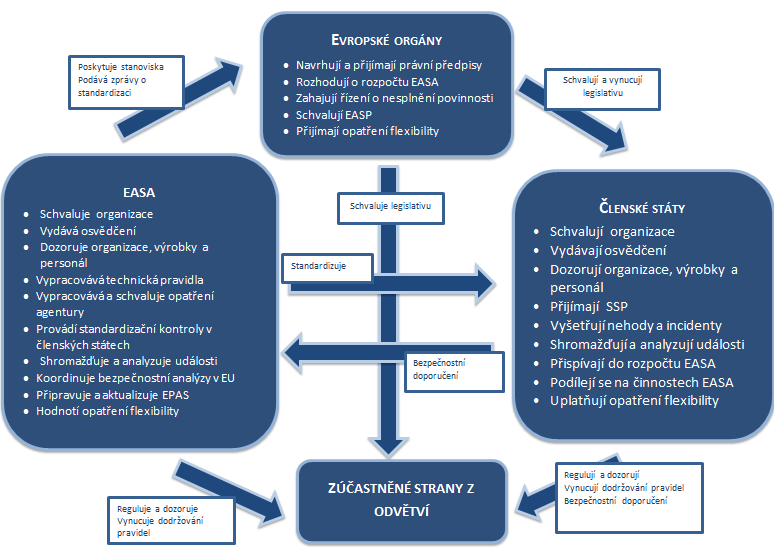 EVROPSKÉ ORGÁNY
• Navrhují a přijímají právní předpisy
• Rozhodují o rozpočtu EASA
• Zahajují řízení o nesplnění povinnosti
• Schvalují EASP
• Přijímají opatření flexibility
Poskytuje stanoviska
Podává zprávy o
standardizaci
Schvalují a vynucují
legislativu
EASA
• Schvaluje organizace
• Vydává osvědčení
• Dozoruje organizace, výrobky a
personál
• Vypracovává technická pravidla
• Vypracovává a schvaluje opatření
agentury
• Provádí standardizační kontroly v
členských státech
• Shromažďuje a analyzuje události
• Koordinuje bezpečnostní analýzy v EU
• Připravuje a aktualizuje EPAS
• Hodnotí opatření flexibility
Schvaluje legislativu
Standardizuje
Bezpečnostní
doporučení
ČLENSKÉ STÁTY
• Schvalují organizace
• Vydávají osvědčení
• Dozorují organizace, výrobky a
personál
• Přijímají SSP
• Vyšetřují nehody a incidenty
• Shromažďují a analyzují události
• Přispívají do rozpočtu EASA
• Podílejí se na činnostech EASA
• Uplatňují opatření flexibility
Reguluje a dozoruje
Vynucuje dodržování
pravidel
ZÚČASTNĚNÉ STRANY Z
ODVĚTVÍ
Regulují a dozorují
Vynucují dodržování pravidel
Bezpečnostní doporučení